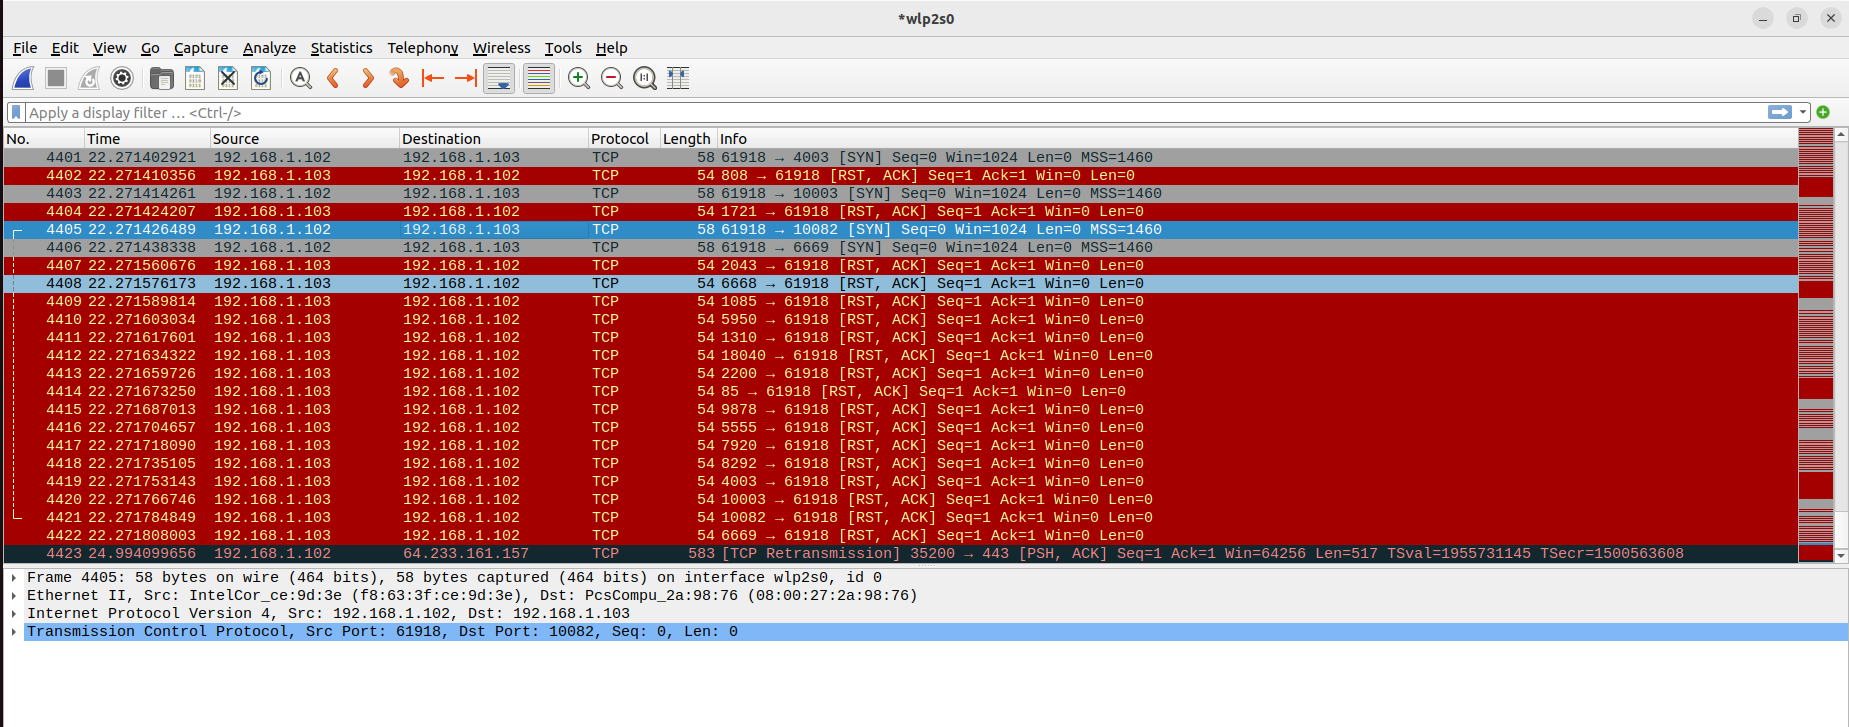 *wlp2s0
File Edit View Go Capture Analyze Statistics Telephony Wireless Tools Help
Apply a display filter … <Ctrl-/>
No. Time Source Destination Protocol Length Info
4401 22.271402921 192.168.1.102 192.168.1.103 TCP 58 61918 → 4003 [SYN] Seq=0 Win=1024 Len=0 MSS=1460
4402 22.271410356 192.168.1.103 192.168.1.102 TCP 54 808 → 61918 [RST, ACK] Seq=1 Ack=1 Win=0 Len=0
4403 22.271414261 192.168.1.102 192.168.1.103 TCP 58 61918 → 10003 [SYN] Seq=0 Win=1024 Len=0 MSS=1460
4404 22.271424207 192.168.1.103 192.168.1.102 TCP 54 1721 → 61918 [RST, ACK] Seq=1 Ack=1 Win=0 Len=0
4405 22.271426489 192.168.1.102 192.168.1.103 TCP 58 61918 → 10082 [SYN] Seq=0 Win=1024 Len=0 MSS=1460
4406 22.271438338 192.168.1.102 192.168.1.103 TCP 58 61918 → 6669 [SYN] Seq=0 Win=1024 Len=0 MSS=1460
4407 22.271560676 192.168.1.103 192.168.1.102 TCP 54 2043 → 61918 [RST, ACK] Seq=1 Ack=1 Win=0 Len=0
4408 22.271576173 192.168.1.103 192.168.1.102 TCP 54 6668 → 61918 [RST, ACK] Seq=1 Ack=1 Win=0 Len=0
4409 22.271589814 192.168.1.103 192.168.1.102 TCP 54 1085 → 61918 [RST, ACK] Seq=1 Ack=1 Win=0 Len=0
4410 22.271603034 192.168.1.103 192.168.1.102 TCP 54 5950 → 61918 [RST, ACK] Seq=1 Ack=1 Win=0 Len=0
4411 22.271617601 192.168.1.103 192.168.1.102 TCP 54 1310 → 61918 [RST, ACK] Seq=1 Ack=1 Win=0 Len=0
4412 22.271634322 192.168.1.103 192.168.1.102 TCP 54 18040 → 61918 [RST, ACK] Seq=1 Ack=1 Win=0 Len=0
4413 22.271659726 192.168.1.103 192.168.1.102 TCP 54 2200 → 61918 [RST, ACK] Seq=1 Ack=1 Win=0 Len=0
4414 22.271673250 192.168.1.103 192.168.1.102 TCP 54 85 → 61918 [RST, ACK] Seq=1 Ack=1 Win=0 Len=0
4415 22.271687013 192.168.1.103 192.168.1.102 TCP 54 9878 → 61918 [RST, ACK] Seq=1 Ack=1 Win=0 Len=0
4416 22.271704657 192.168.1.103 192.168.1.102 TCP 54 5555 → 61918 [RST, ACK] Seq=1 Ack=1 Win=0 Len=0
4417 22.271718090 192.168.1.103 192.168.1.102 TCP 54 7920 → 61918 [RST, ACK] Seq=1 Ack=1 Win=0 Len=0
4418 22.271735105 192.168.1.103 192.168.1.102 TCP 54 8292 → 61918 [RST, ACK] Seq=1 Ack=1 Win=0 Len=0
4419 22.271753143 192.168.1.103 192.168.1.102 TCP 54 4003 → 61918 [RST, ACK] Seq=1 Ack=1 Win=0 Len=0
4420 22.271766746 192.168.1.103 192.168.1.102 TCP 54 10003 → 61918 [RST, ACK] Seq=1 Ack=1 Win=0 Len=0
4421 22.271784849 192.168.1.103 192.168.1.102 TCP 54 10082 → 61918 [RST, ACK] Seq=1 Ack=1 Win=0 Len=0
4422 22.271808003 192.168.1.103 192.168.1.102 TCP 54 6669 → 61918 [RST, ACK] Seq=1 Ack=1 Win=0 Len=0
4423 24.994099656 192.168.1.102 64.233.161.157 TCP 583 [TCP Retransmission] 35200 → 443 [PSH, ACK] Seq=1 Ack=1 Win=64256 Len=517 TSval=1955731145 TSecr=1500563608
Frame 4405: 58 bytes on wire (464 bits), 58 bytes captured (464 bits) on interface wlp2s0, id 0
Ethernet II, Src: IntelCor_ce:9d:3e (f8:63:3f:ce:9d:3e), Dst: PcsCompu_2a:98:76 (08:00:27:2a:98:76)
Internet Protocol Version 4, Src: 192.168.1.102, Dst: 192.168.1.103
Transmission Control Protocol, Src Port: 61918, Dst Port: 10082, Seq: 0, Len: 0